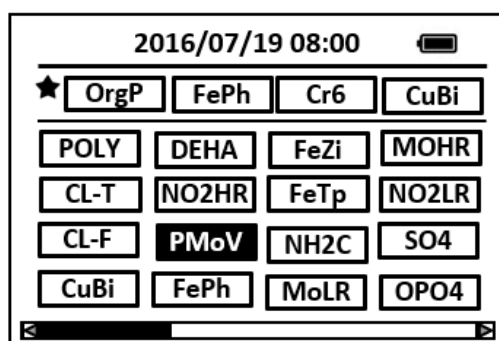 2016/07/19 08:00
OrgP FePh Cr6 CuBi
POLY DEHA FeZi MOHR
CL-T NO2HR FeTp NO2LR
CL-F PMoV NH2C SO4
CuBi FePh MoLR OPO4